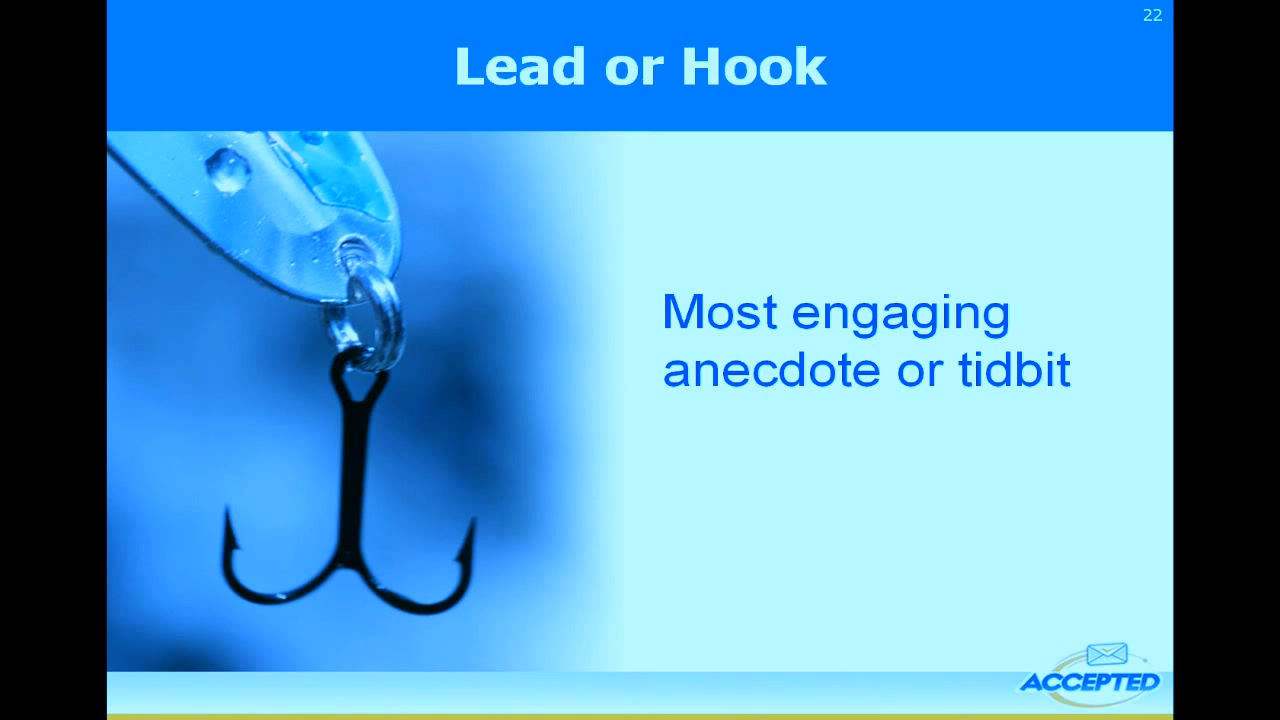 22
Lead or Hook
Most engaging
anecdote or tidbit
ACCEPTED